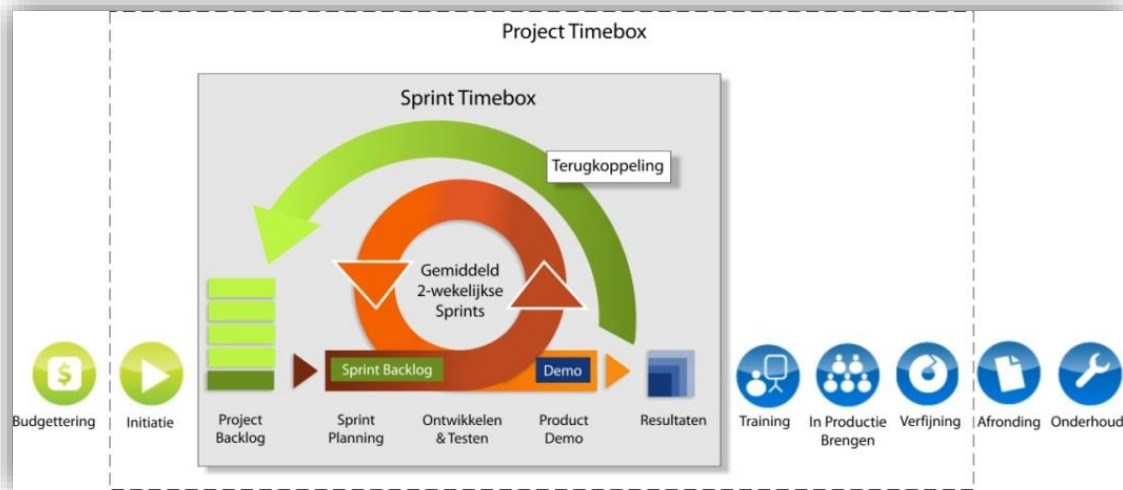 Project Timebox
Sprint Timebox
Terugkoppeling
Gemiddeld
2-wekelijkse
Sprints
$
Sprint Backlog
Demo
Budgettering
Initiatie
Project
Backlog
Sprint
Planning
Ontwikkelen
& Testen
Product
Demo
Resultaten
Training
In Productie
Brengen
Verfijning
Afronding
Onderhoud